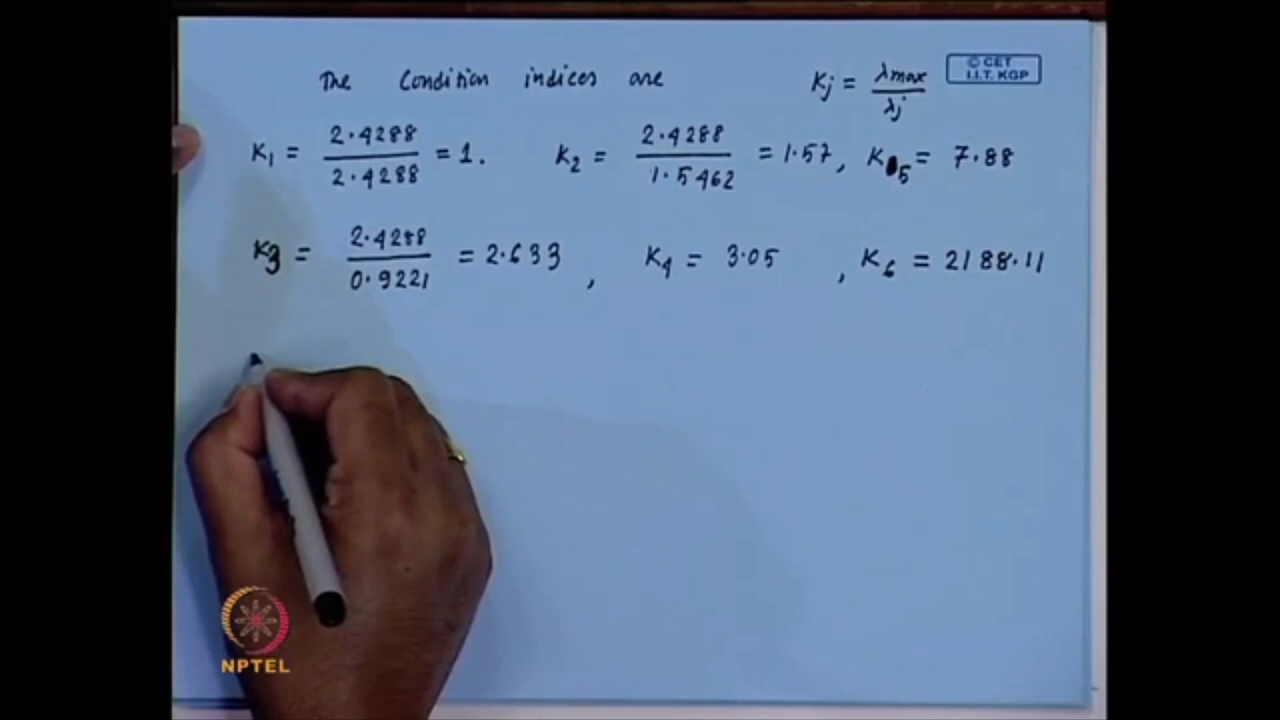 The Condition indices are Kj = λmax / λj
© CET
I.I.T. KGP
K1 = 2.4288 / 2.4288 = 1. K2 = 2.4288 / 1.5462 = 1.57, K5 = 7.88
K3 = 2.4288 / 0.9221 = 2.633, K4 = 3.05, K6 = 2188.11
NPTEL